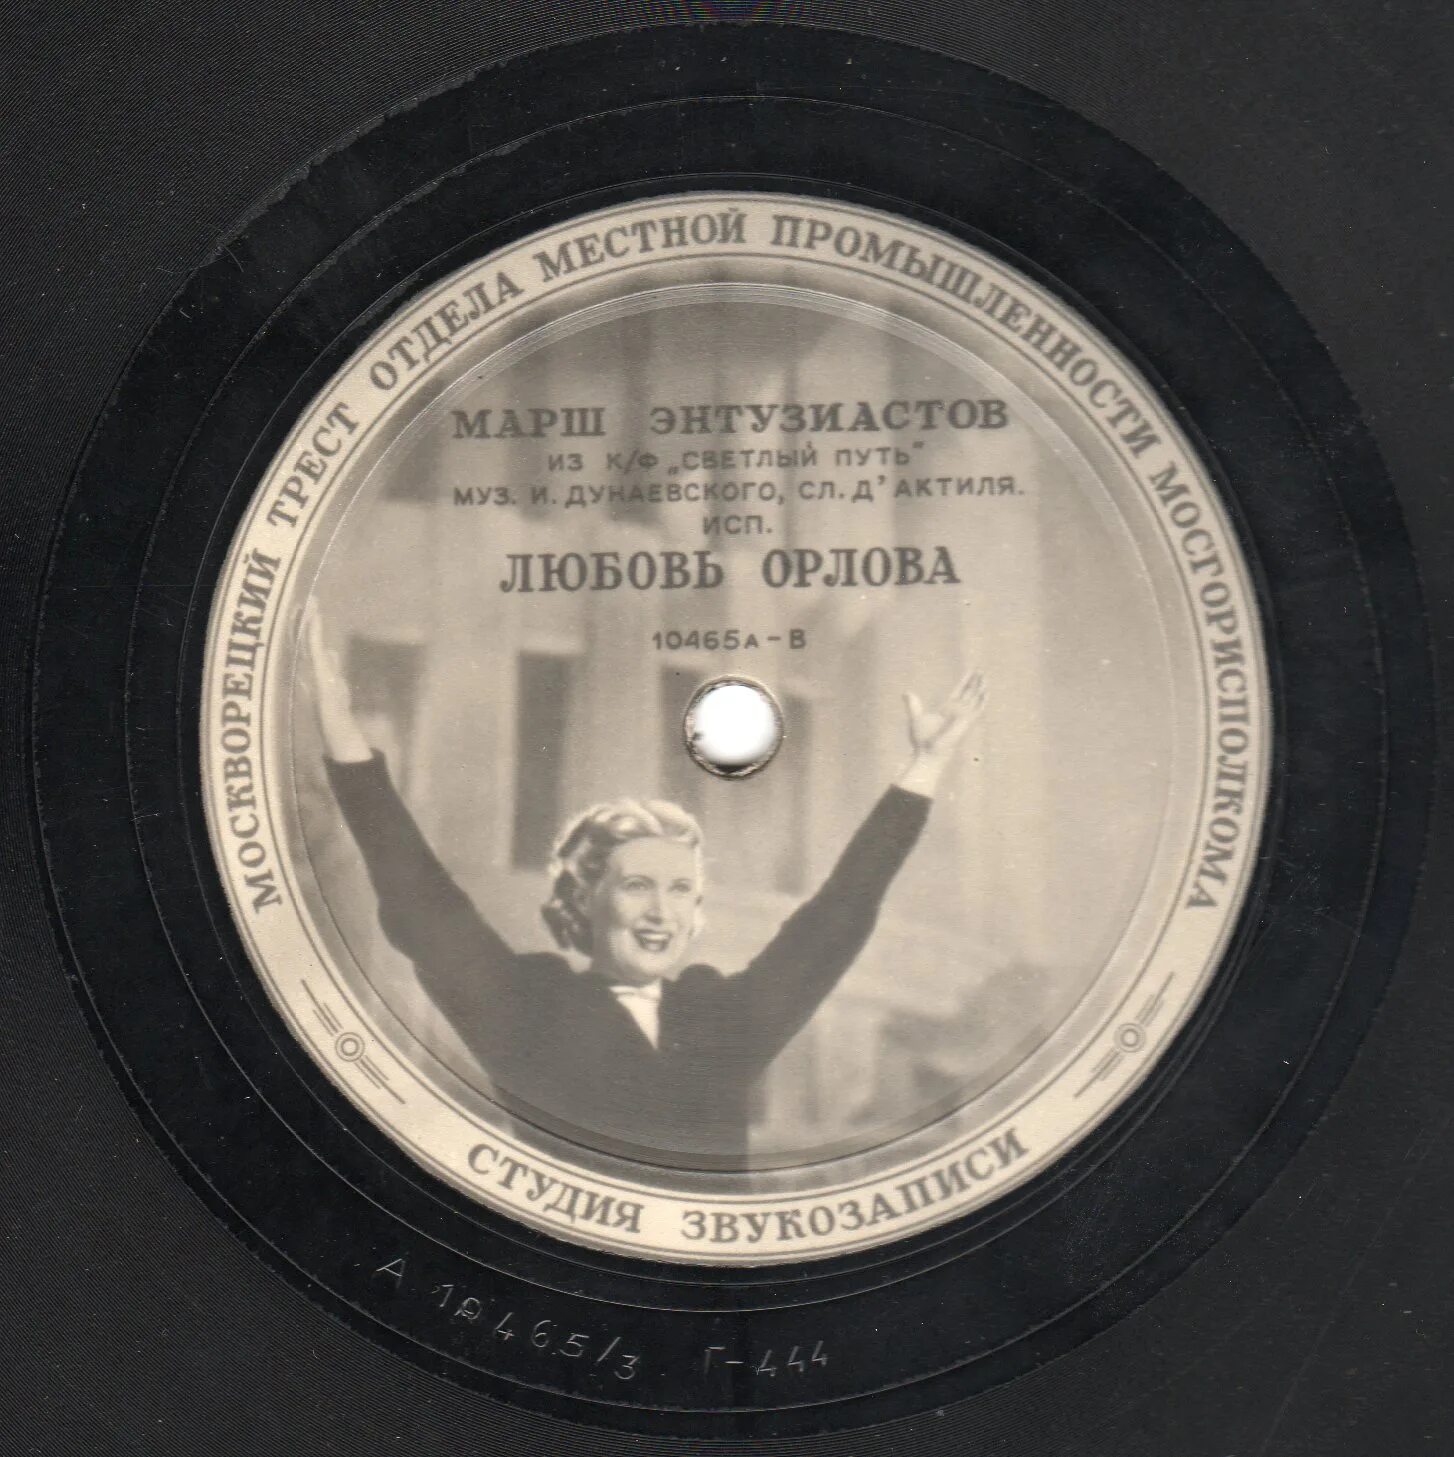 МОСКВОРЕЦКИЙ ТРЕСТ ОТДЕЛА МЕСТНОЙ ПРОМЫШЛЕННОСТИ МОСГОРИСПОЛКОМА
МАРШ ЭНТУЗИАСТОВ
ИЗ К/Ф „СВЕТЛЫЙ ПУТЬ"
МУЗ. И. ДУНАЕВСКОГО, СЛ. Д'АКТИЛЯ.
ИСП.
ЛЮБОВЬ ОРЛОВА
10465А-В
СТУДИЯ ЗВУКОЗАПИСИ
А 10465/3 Г-444